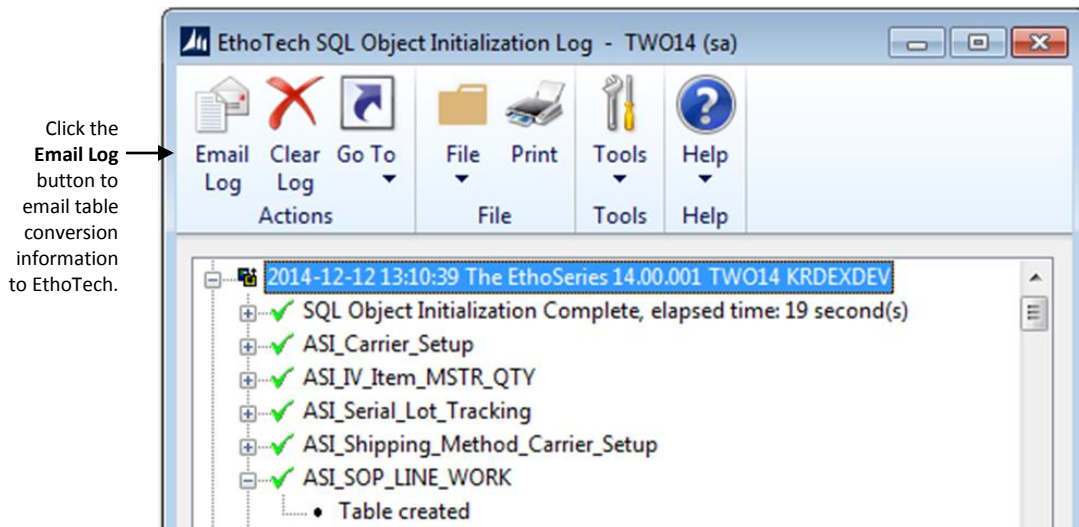 EthoTech SQL Object Initialization Log - TWO14 (sa)
Click the
Email Log
button to
email table
conversion
information
to EthoTech.
Email Log
Clear Log
Go To
Actions
File
Print
File
Tools
Tools
Help
Help
2014-12-12 13:10:39 The EthoSeries 14.00.001 TWO14 KRDEXDEV
SQL Object Initialization Complete, elapsed time: 19 second(s)
ASI_Carrier_Setup
ASI_IV_Item_MSTR_QTY
ASI_Serial_Lot_Tracking
ASI_Shipping_Method_Carrier_Setup
ASI_SOP_LINE_WORK
Table created